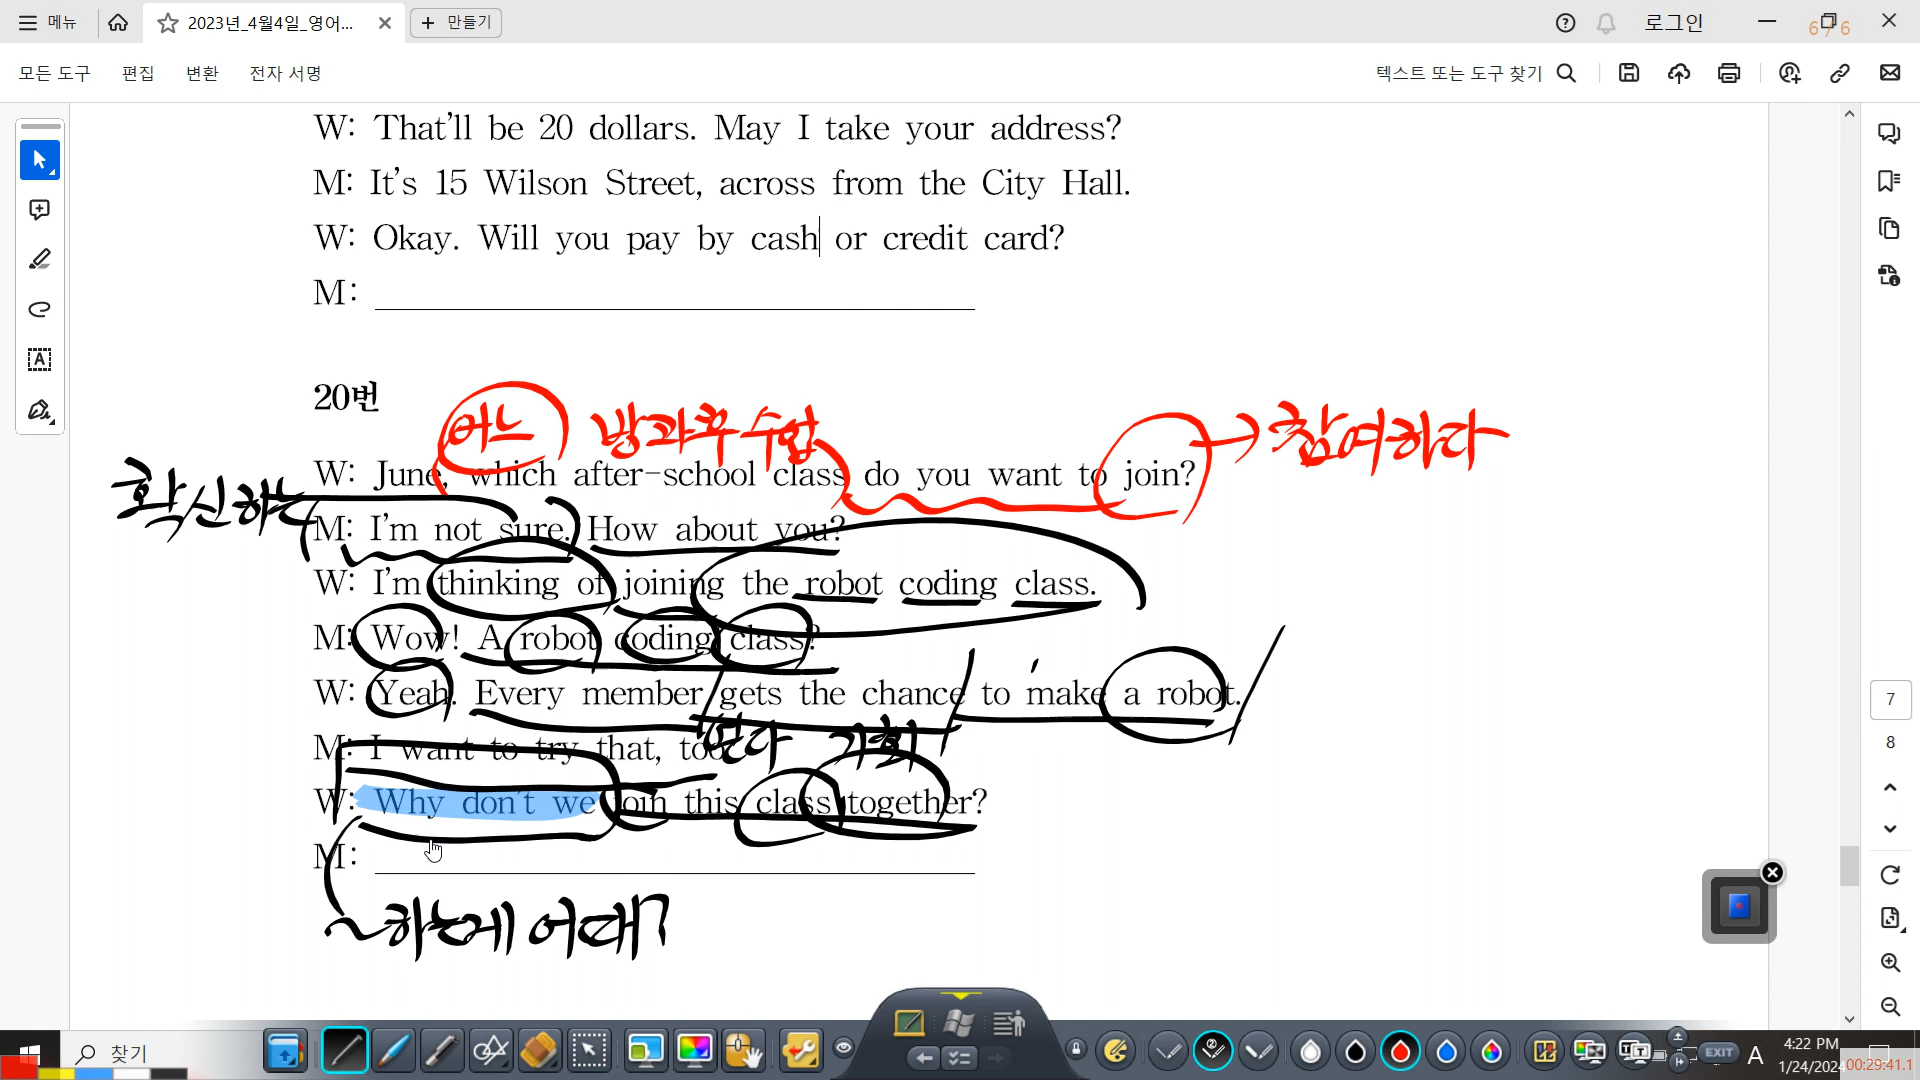 메뉴
2023년_4월4일_영어...
만들기
로그인
6/6
모든 도구 편집 변환 전자 서명
텍스트 또는 도구 찾기
W: That'll be 20 dollars. May I take your address?
M: It's 15 Wilson Street, across from the City Hall.
W: Okay. Will you pay by cash or credit card?
M:
20번
어느 방과후 수업 → 참여하다
W: June, which after-school class do you want to join?
확신하는
M: I'm not sure. How about you?
W: I'm thinking of joining the robot coding class.
M: Wow! A robot coding class?
W: Yeah. Every member gets the chance to make a robot.
얻다 기회
M: I want to try that, too.
W: Why don't we join this class together?
M:
~하는게 어때?
7
8
찾기
EXIT
A
4:22 PM
1/24/2024
00:29:41.1